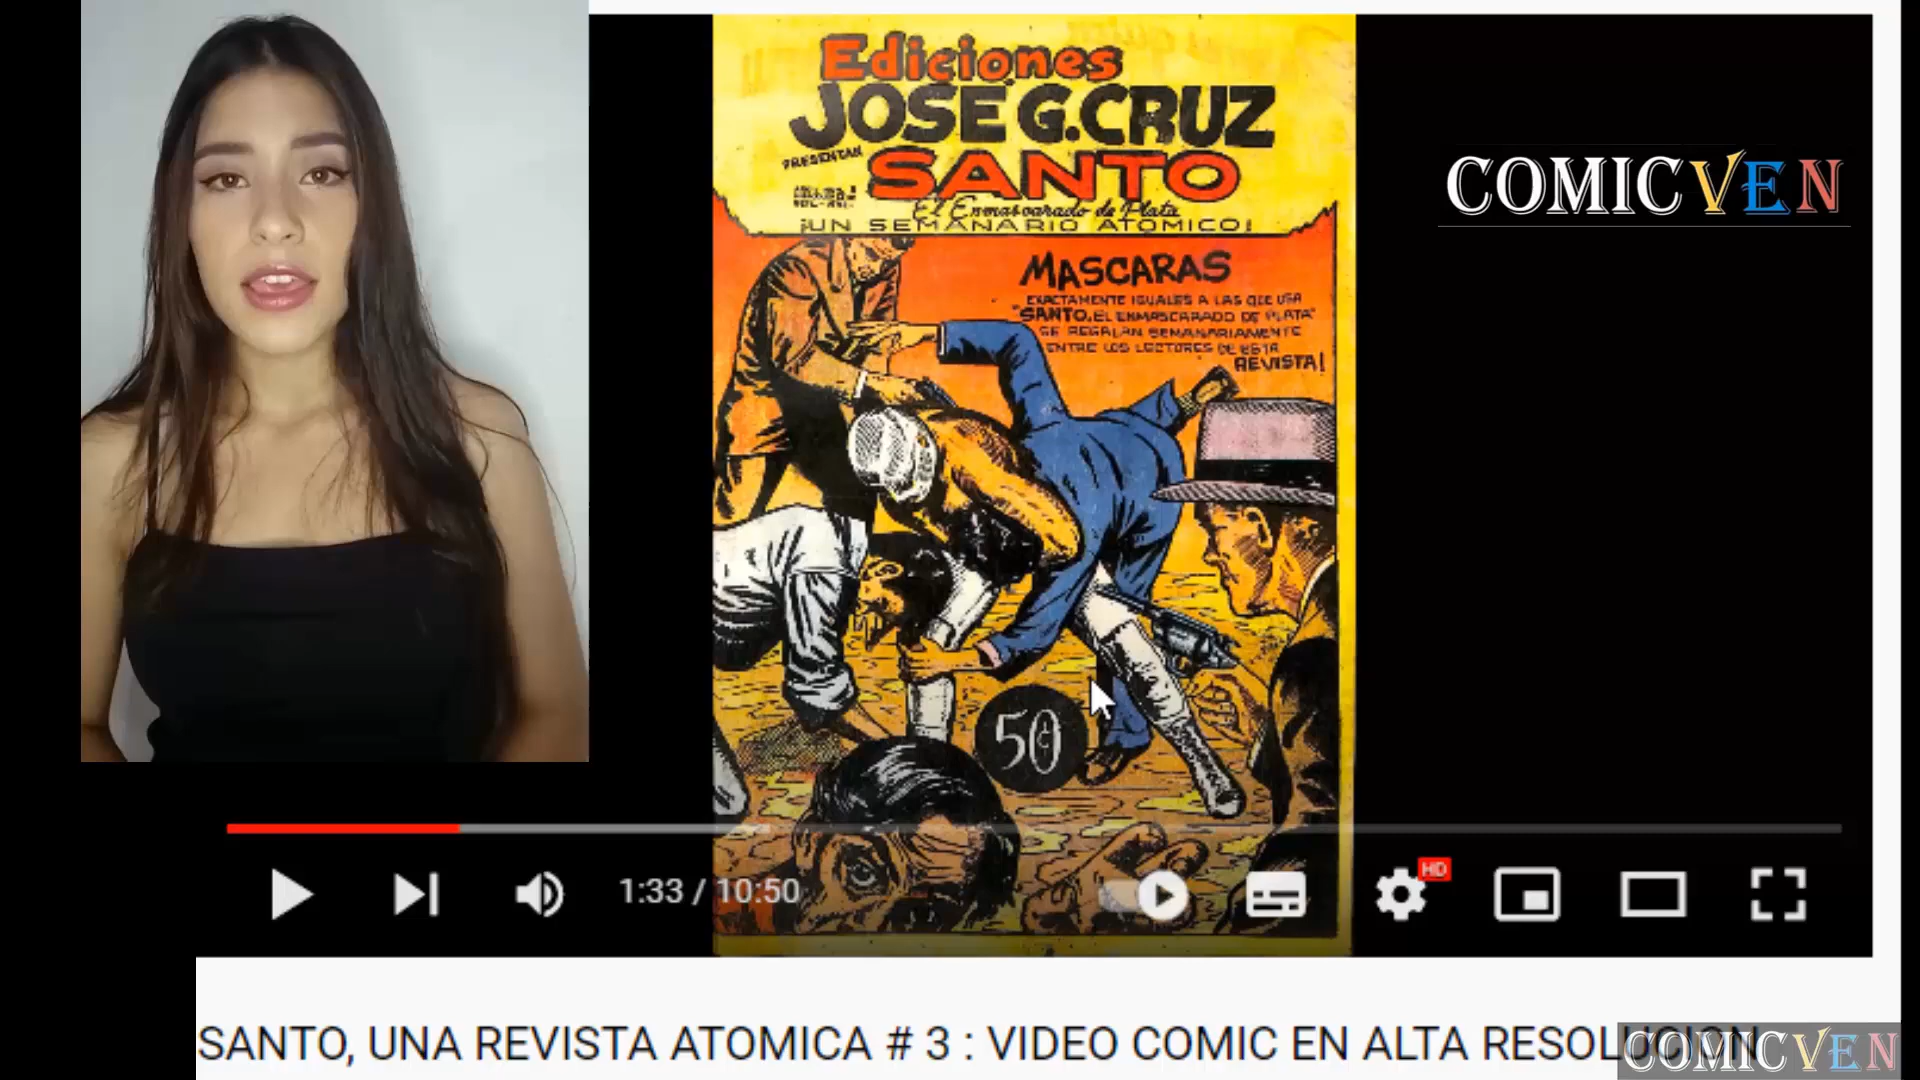 Ediciones
JOSE G. CRUZ
PRESENTAN
SANTO
El Enmascarado de Plata
¡UN SEMANARIO ATOMICO!
MASCARAS
EXACTAMENTE IGUALES A LAS QUE USA
"SANTO, EL ENMASCARADO DE PLATA"
SE REGALAN SEMANARIAMENTE
ENTRE LOS LECTORES DE ESTA
REVISTA!
50¢
COMICVEN
1:33 / 10:50
HD
SANTO, UNA REVISTA ATOMICA # 3 : VIDEO COMIC EN ALTA RESOLUCION
COMICVEN